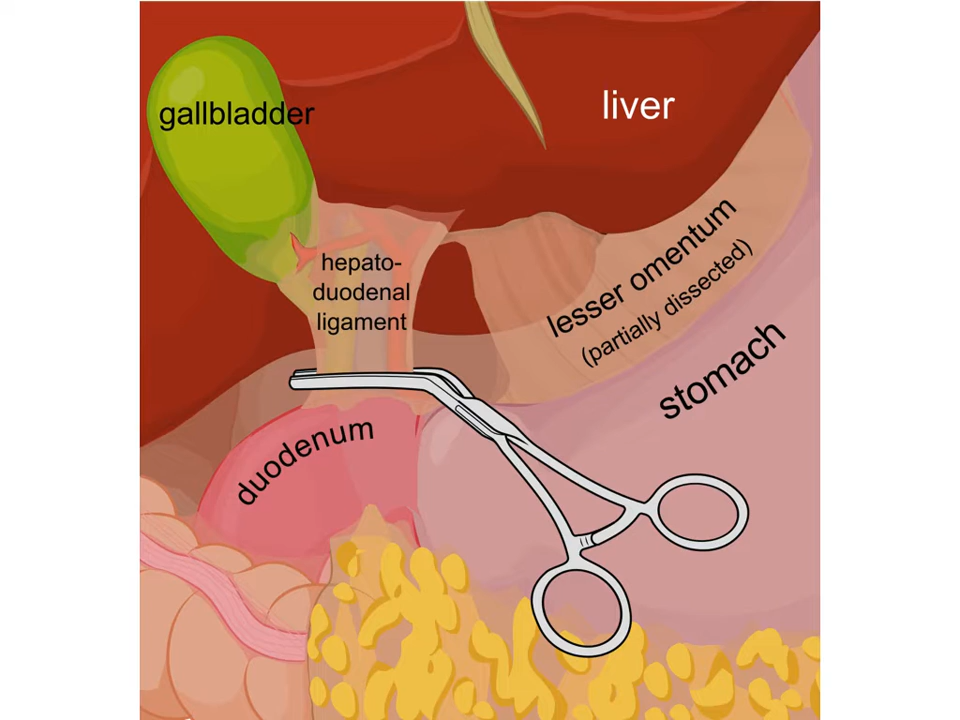 gallbladder
liver
hepato-
duodenal
ligament
lesser omentum
(partially dissected)
stomach
duodenum